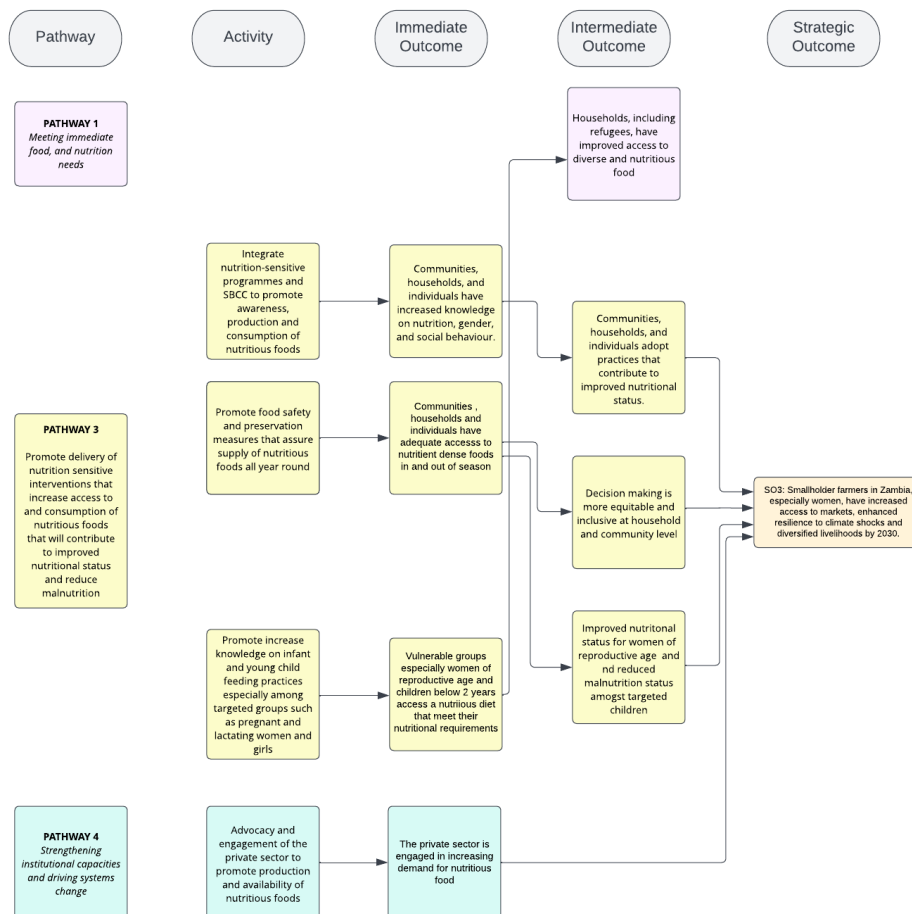 Pathway
Activity
Immediate
Outcome
Intermediate
Outcome
Strategic
Outcome
PATHWAY 1
Meeting immediate
food, and nutrition
needs
Households, including
refugees, have
improved access to
diverse and nutritious
food
Integrate
nutrition-sensitive
programmes and
SBCC to promote
awareness,
production and
consumption of
nutritious foods
Communities,
households, and
individuals have
increased knowledge
on nutrition, gender,
and social behaviour.
Communities,
households, and
individuals adopt
practices that
contribute to
improved nutritional
status.
PATHWAY 3
Promote delivery of
nutrition sensitive
interventions that
increase access to
and consumption of
nutritious foods
that will contribute
to improved
nutritional status
and reduce
malnutrition
Promote food safety
and preservation
measures that assure
supply of nutritious
foods all year round
Communities ,
households and
individuals have
adequate accesss to
nutritient dense foods
in and out of season
Decision making is
more equitable and
inclusive at household
and community level
SO3: Smallholder farmers in Zambia,
especially women, have increased
access to markets, enhanced
resilience to climate shocks and
diversified livelihoods by 2030.
Promote increase
knowledge on infant
and young child
feeding practices
especially among
targeted groups such
as pregnant and
lactating women and
girls
Vulnerable groups
especially women of
reproductive age and
children below 2 years
access a nutriious diet
that meet their
nutritional requirements
Improved nutritonal
status for women of
reproductive age  and
nd reduced
malnutrition status
amogst targeted
children
PATHWAY 4
Strengthening
institutional capacities
and driving systems
change
Advocacy and
engagement of the
private sector to
promote production
and availability of
nutritious foods
The private sector is
engaged in increasing
demand for nutritious
food